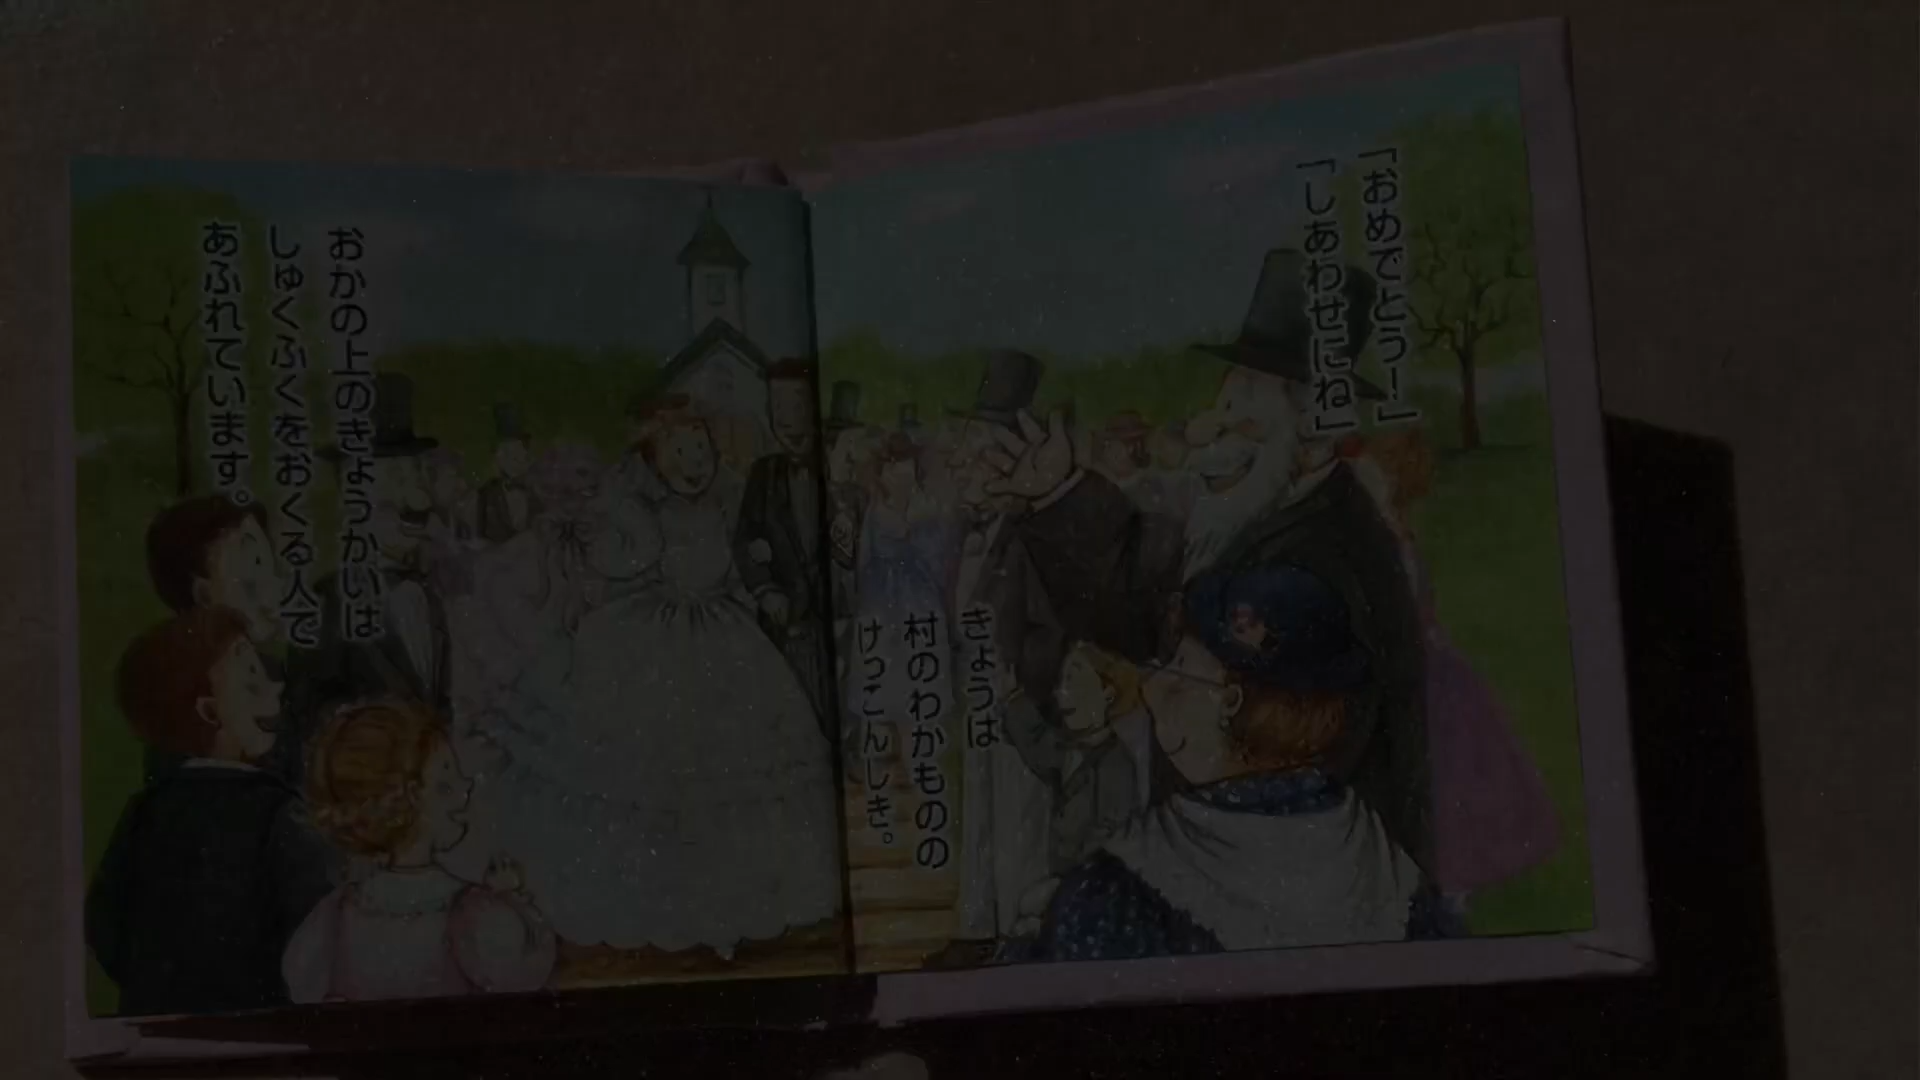 「おめでとう！」
「しあわせにね」
きょうは
村のわかものの
けっこんしき。
おかの上のきょうかいは
しゅくふくをおくる人で
あふれています。